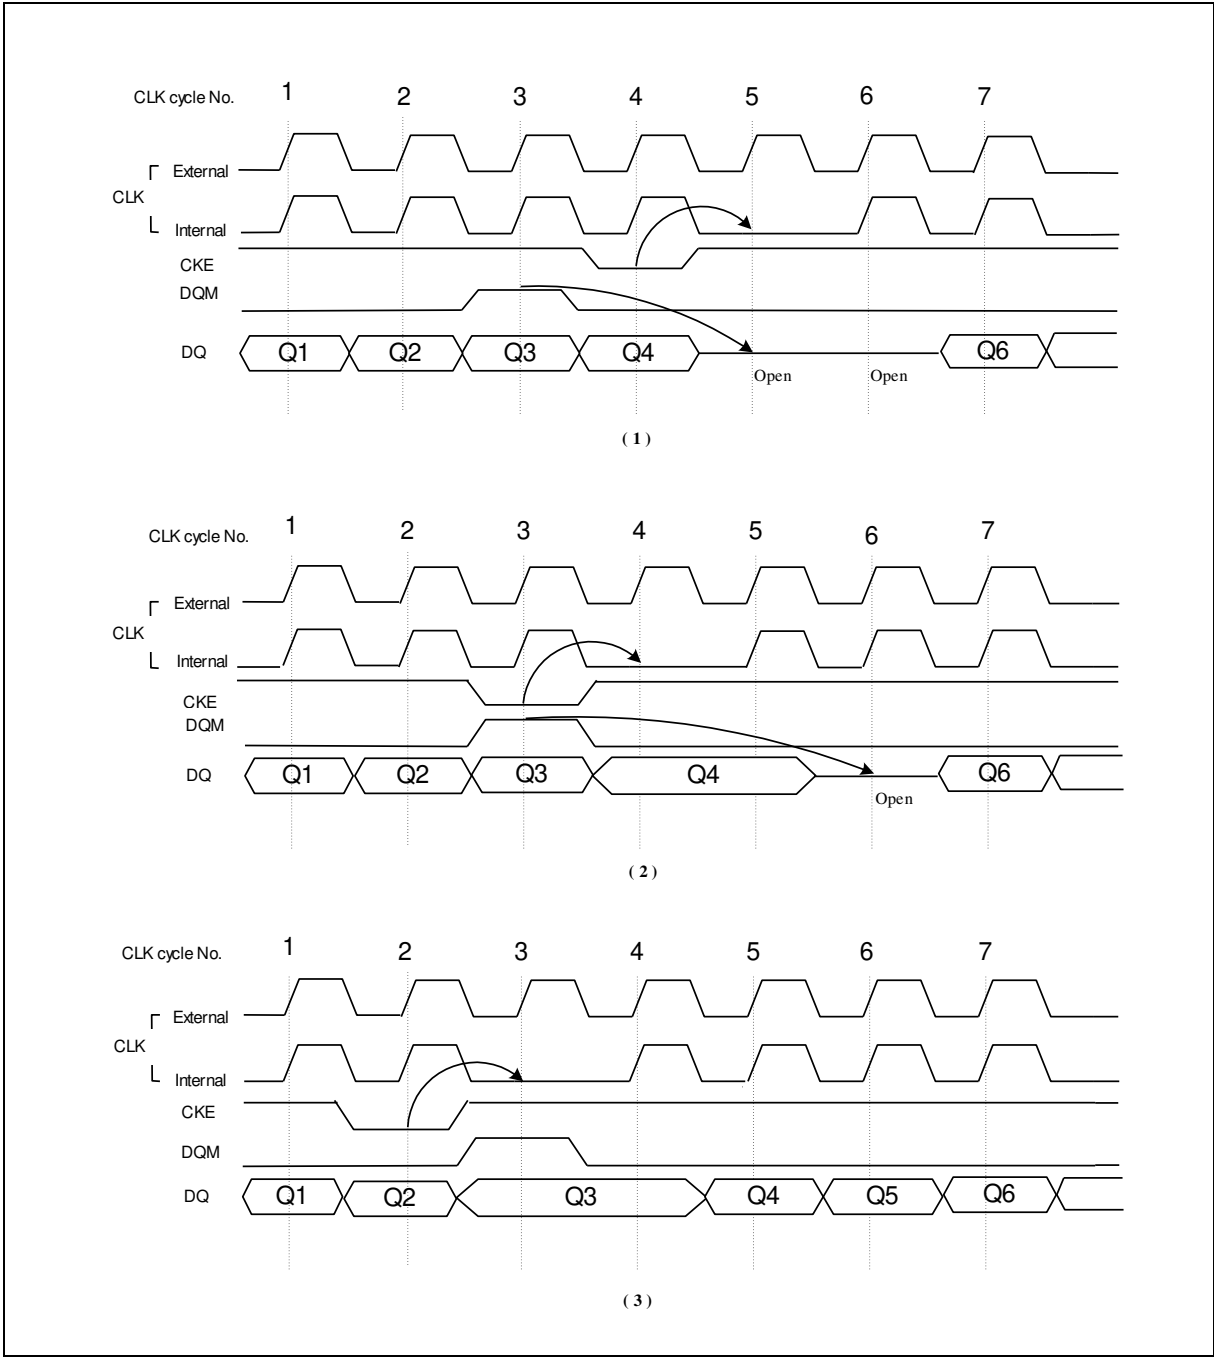 CLK cycle No. 1 2 3 4 5 6 7
External
CLK
Internal
CKE
DQM
DQ Q1 Q2 Q3 Q4 Q6
Open Open
( 1 )
CLK cycle No. 1 2 3 4 5 6 7
External
CLK
Internal
CKE
DQM
DQ Q1 Q2 Q3 Q4 Q6
Open
( 2 )
CLK cycle No. 1 2 3 4 5 6 7
External
CLK
Internal
CKE
DQM
DQ Q1 Q2 Q3 Q4 Q5 Q6
( 3 )